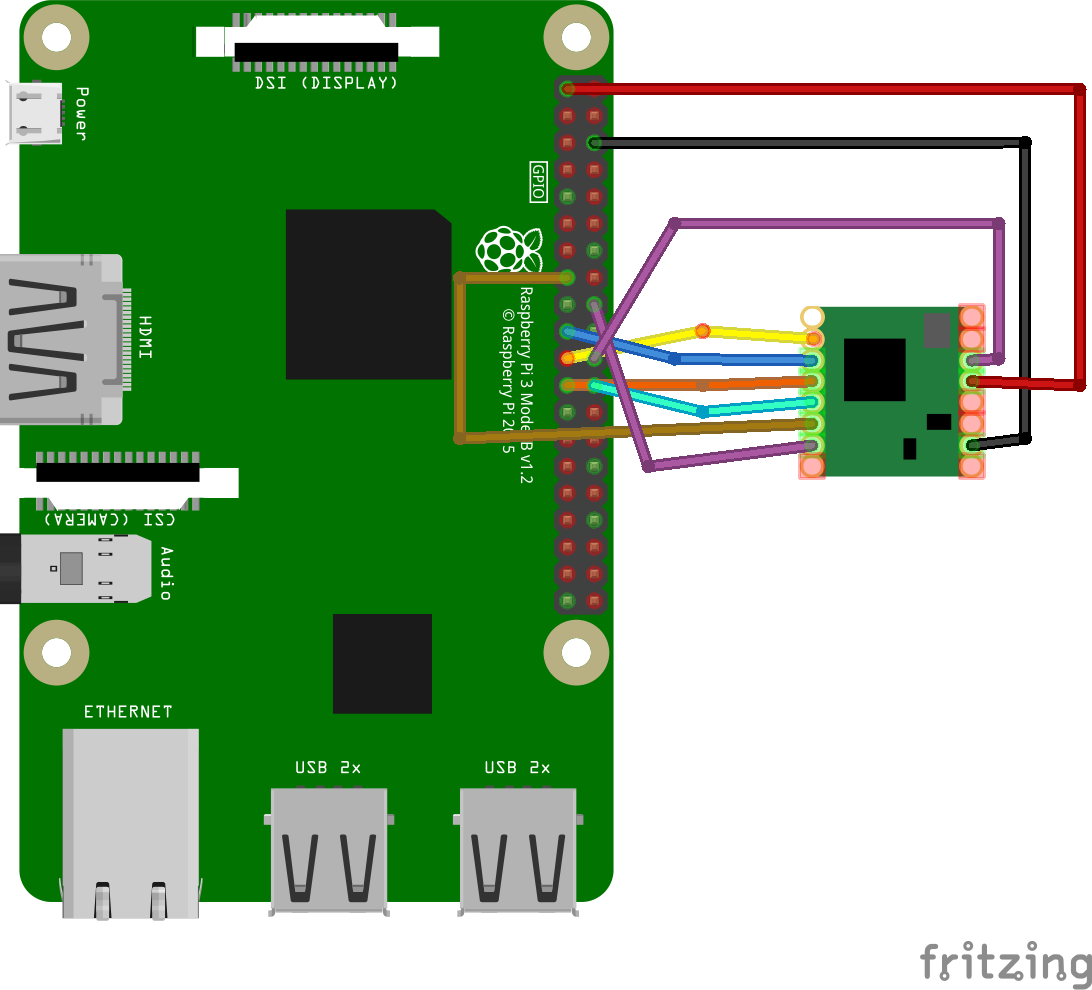 DSI (DISPLAY)
Power
GPIO
HDMI
Raspberry Pi 3 Model B v1.2
© Raspberry Pi 2015
CSI (CAMERA)
Audio
ETHERNET
USB 2x
USB 2x
fritzing